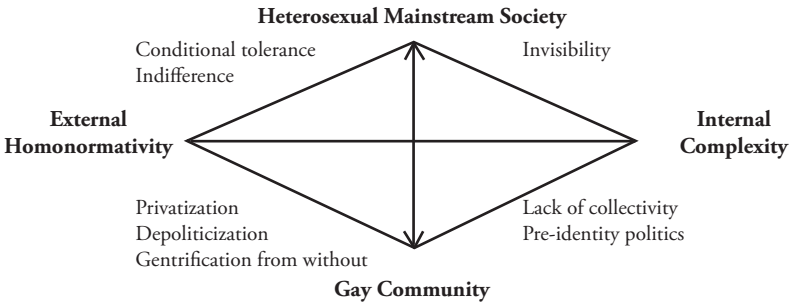 Heterosexual Mainstream Society
Conditional tolerance
Indifference
Invisibility
External
Homonormativity
Internal
Complexity
Privatization
Depoliticization
Gentrification from without
Lack of collectivity
Pre-identity politics
Gay Community